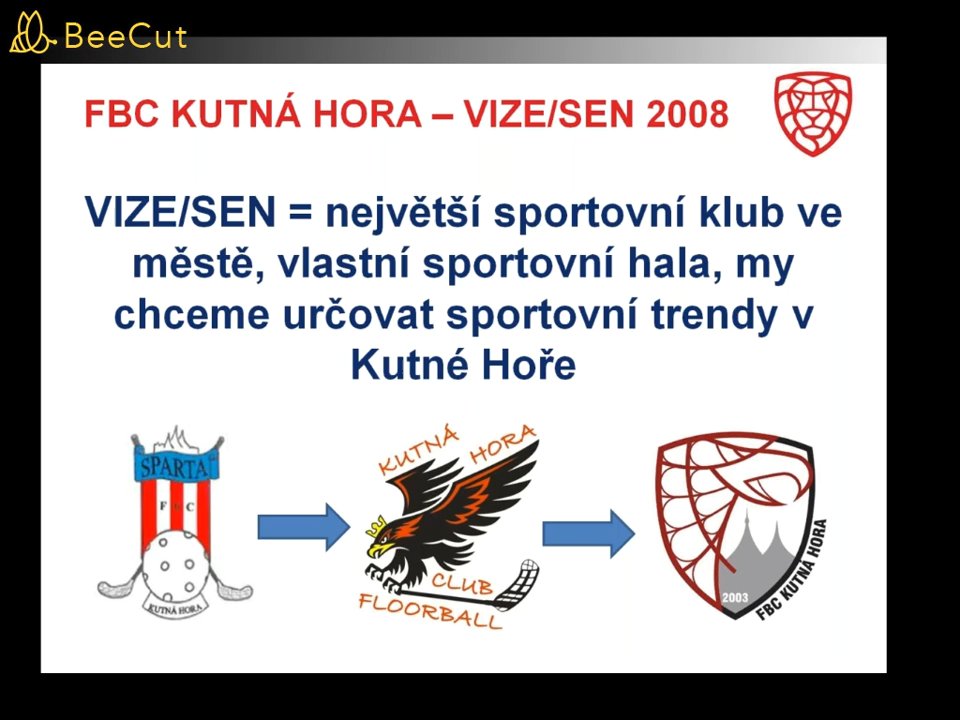 BeeCut
FBC KUTNÁ HORA – VIZE/SEN 2008
VIZE/SEN = největší sportovní klub ve
městě, vlastní sportovní hala, my
chceme určovat sportovní trendy v
Kutné Hoře
SPARTA
F B C
KUTNÁ HORA
KUTNÁ HORA
CLUB
FLOORBALL
2003
FBC KUTNÁ HORA